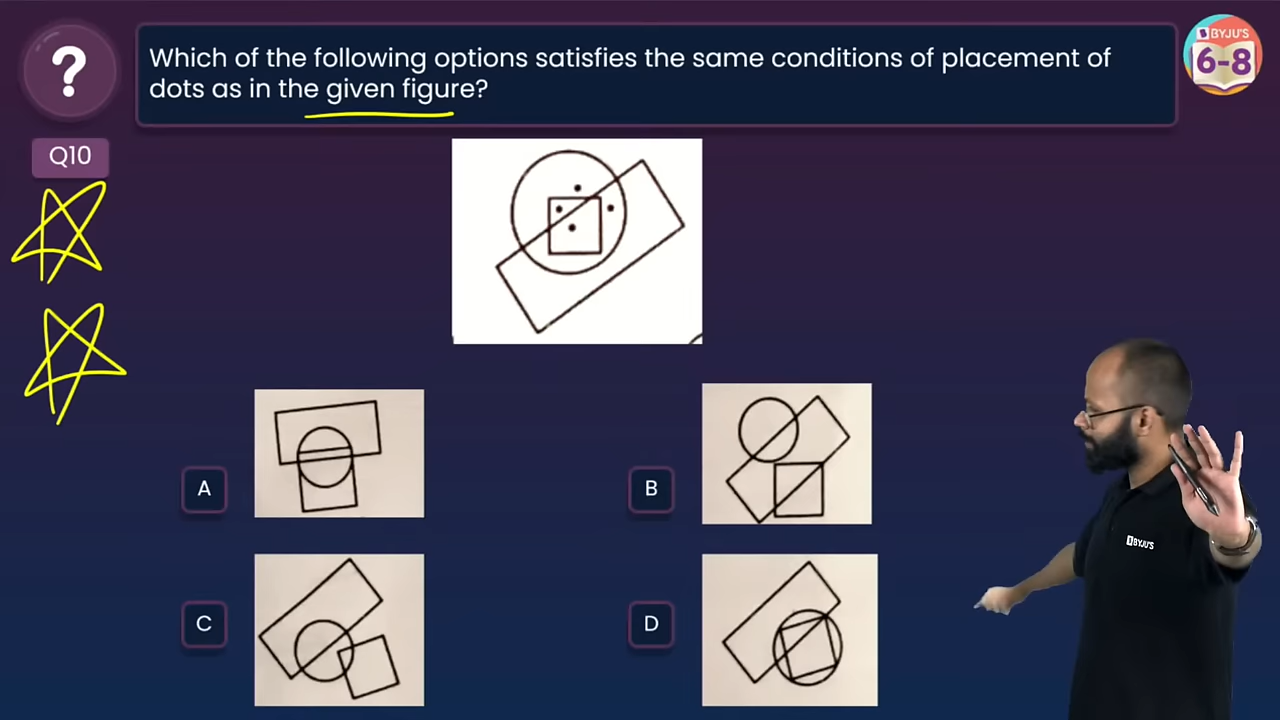 ?
Which of the following options satisfies the same conditions of placement of
dots as in the given figure?
BYJU'S
6-8
Q10
A
B
C
D
BYJU'S